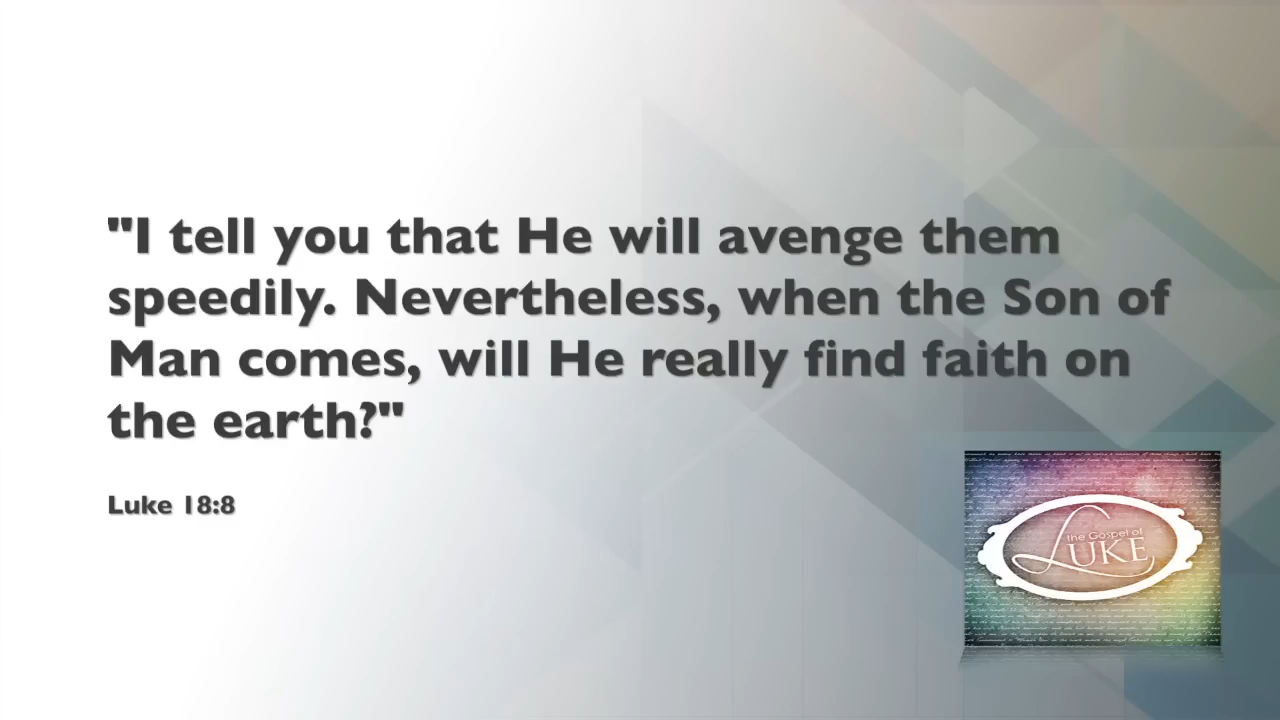 "I tell you that He will avenge them
speedily. Nevertheless, when the Son of
Man comes, will He really find faith on
the earth?"
Luke 18:8
the Gospel of
LUKE